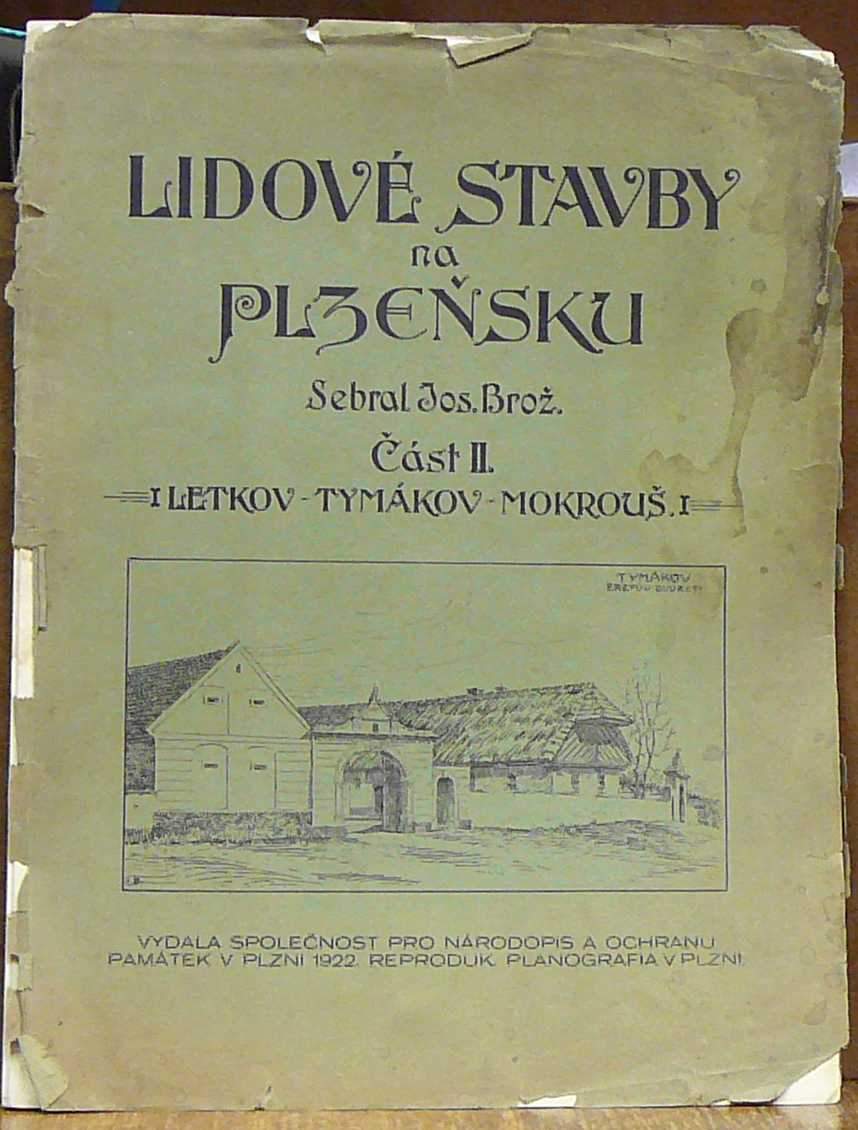 LIDOVÉ STAVBY
na
PLZEŇSKU
Sebral Jos. Brož.
Část II.
LETKOV - TYMÁKOV - MOKROUŠ.
TYMÁKOV
VYDALA SPOLEČNOST PRO NÁRODOPIS A OCHRANU
PAMÁTEK V PLZNI 1922. REPRODUK. PLANOGRAFIA V PLZNI.